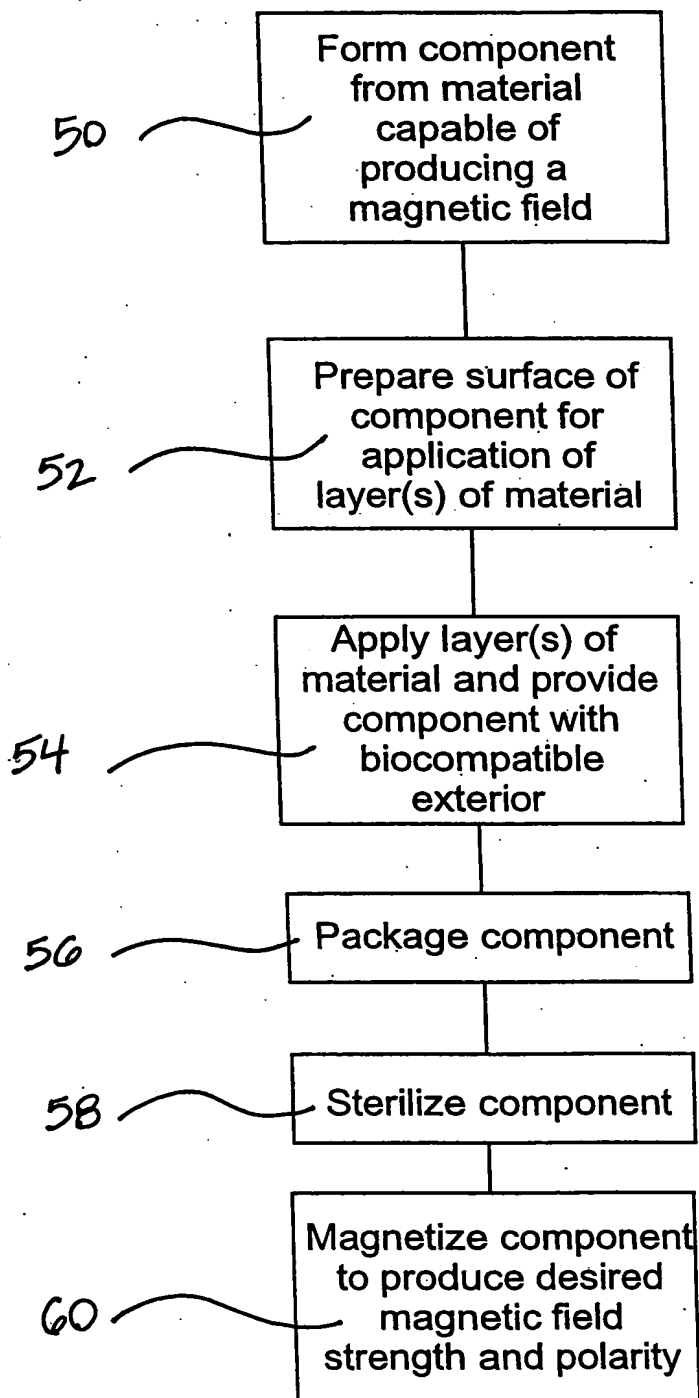 Form component
from material
50
capable of
producing a
magnetic field
Prepare surface of
component for
52
application of
layer(s) of material
Apply layer(s) of
material and provide
component with
54
biocompatible
exterior
56
Package component
58
Sterilize component
Magnetize component
to produce desired
60
magnetic field
strength and polarity